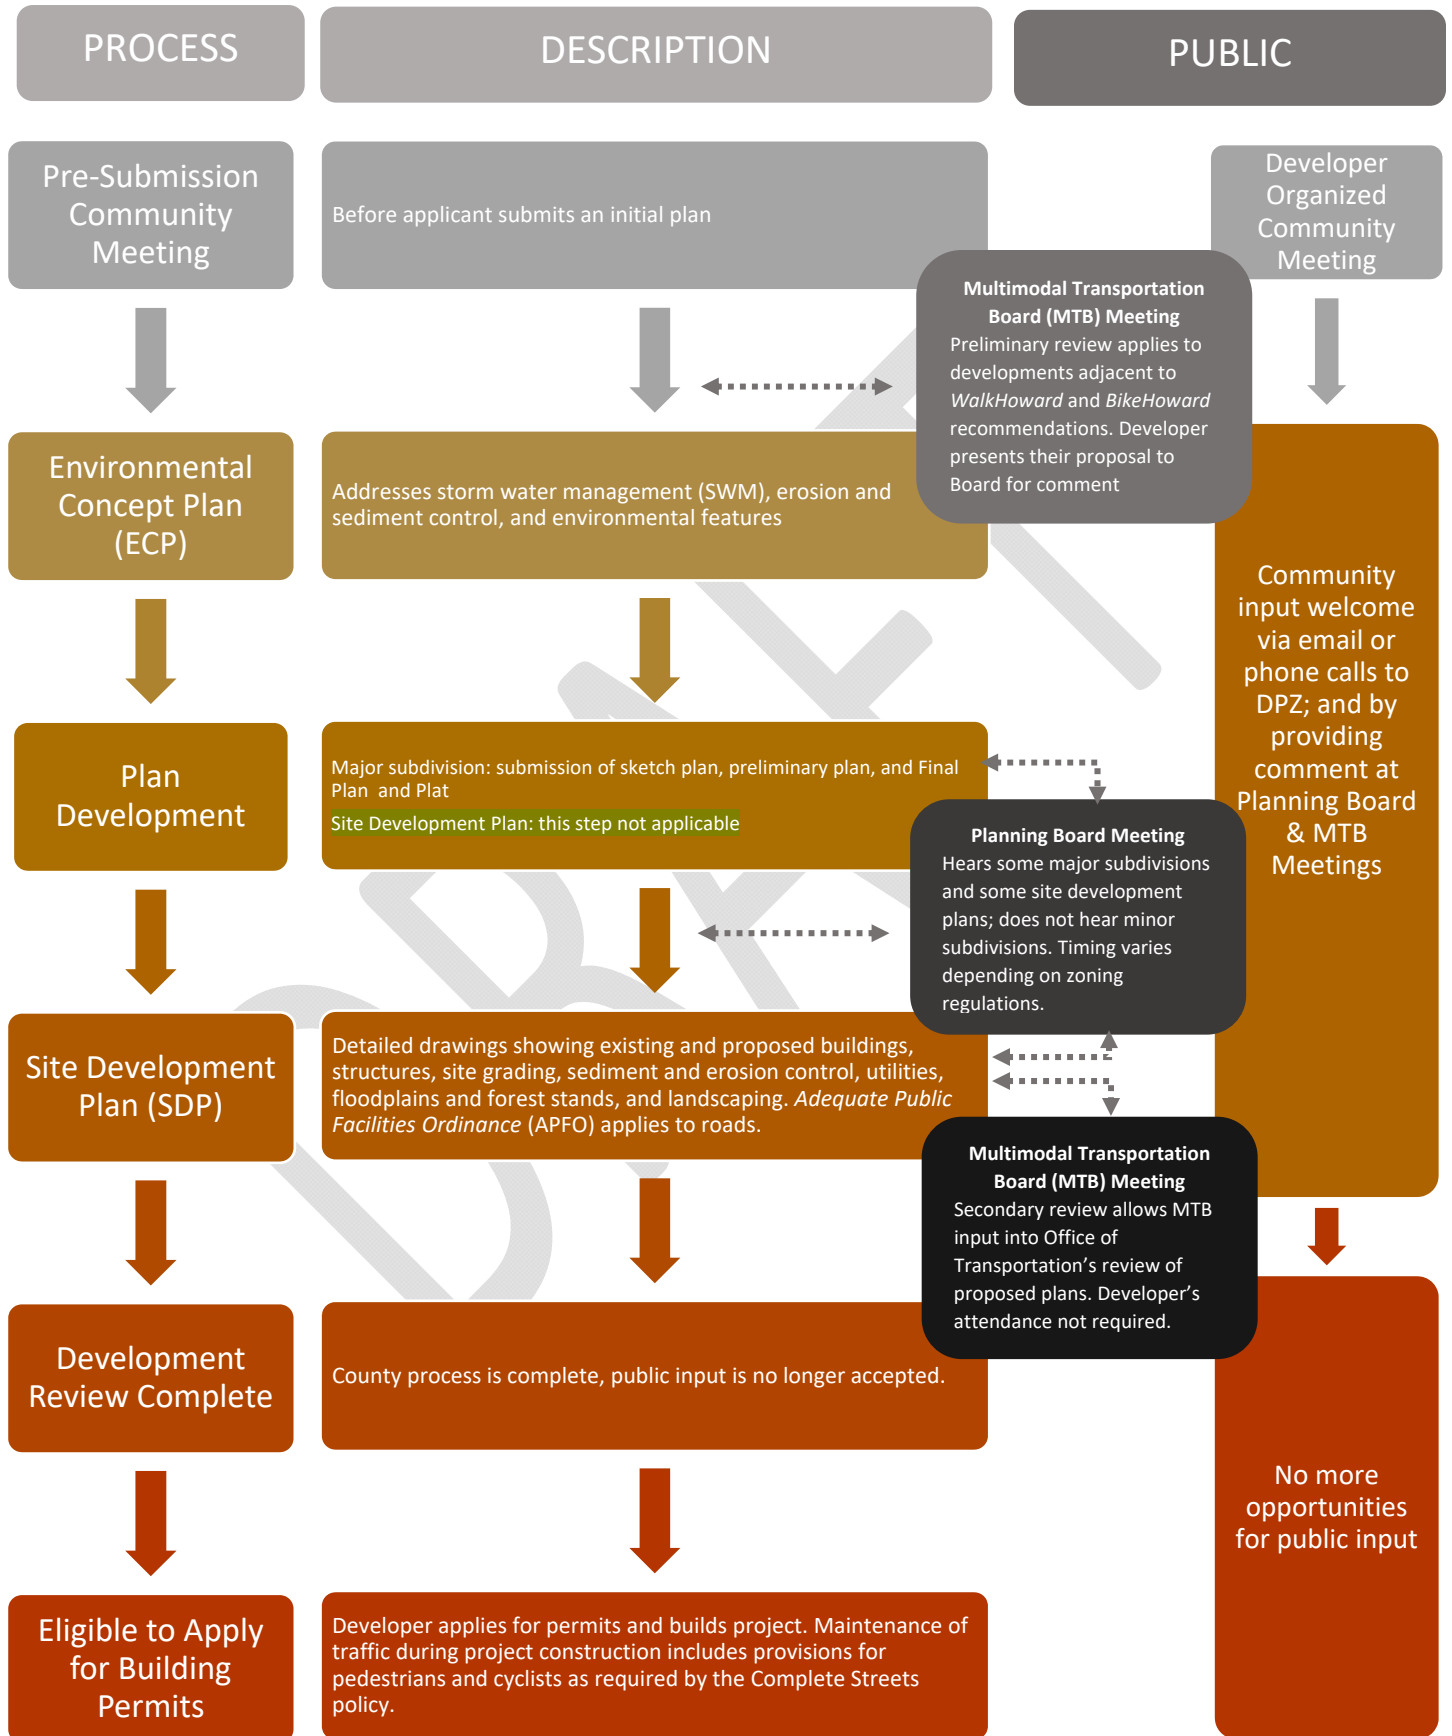 PROCESS
DESCRIPTION
PUBLIC
Pre-Submission
Community
Meeting
Before applicant submits an initial plan
Developer
Organized
Community
Meeting
Multimodal Transportation
Board (MTB) Meeting
Preliminary review applies to
developments adjacent to
WalkHoward and BikeHoward
recommendations. Developer
presents their proposal to
Board for comment
Environmental
Concept Plan
(ECP)
Addresses storm water management (SWM), erosion and
sediment control, and environmental features
Community
input welcome
via email or
phone calls to
DPZ; and by
providing
comment at
Planning Board
& MTB
Meetings
Plan
Development
Major subdivision: submission of sketch plan, preliminary plan, and Final
Plan and Plat
Site Development Plan: this step not applicable
Planning Board Meeting
Hears some major subdivisions
and some site development
plans; does not hear minor
subdivisions. Timing varies
depending on zoning
regulations.
Site Development
Plan (SDP)
Detailed drawings showing existing and proposed buildings,
structures, site grading, sediment and erosion control, utilities,
floodplains and forest stands, and landscaping. Adequate Public
Facilities Ordinance (APFO) applies to roads.
Multimodal Transportation
Board (MTB) Meeting
Secondary review allows MTB
input into Office of
Transportation's review of
proposed plans. Developer's
attendance not required.
Development
Review Complete
County process is complete, public input is no longer accepted.
No more
opportunities
for public input
Eligible to Apply
for Building
Permits
Developer applies for permits and builds project. Maintenance of
traffic during project construction includes provisions for
pedestrians and cyclists as required by the Complete Streets
policy.
DRAFT